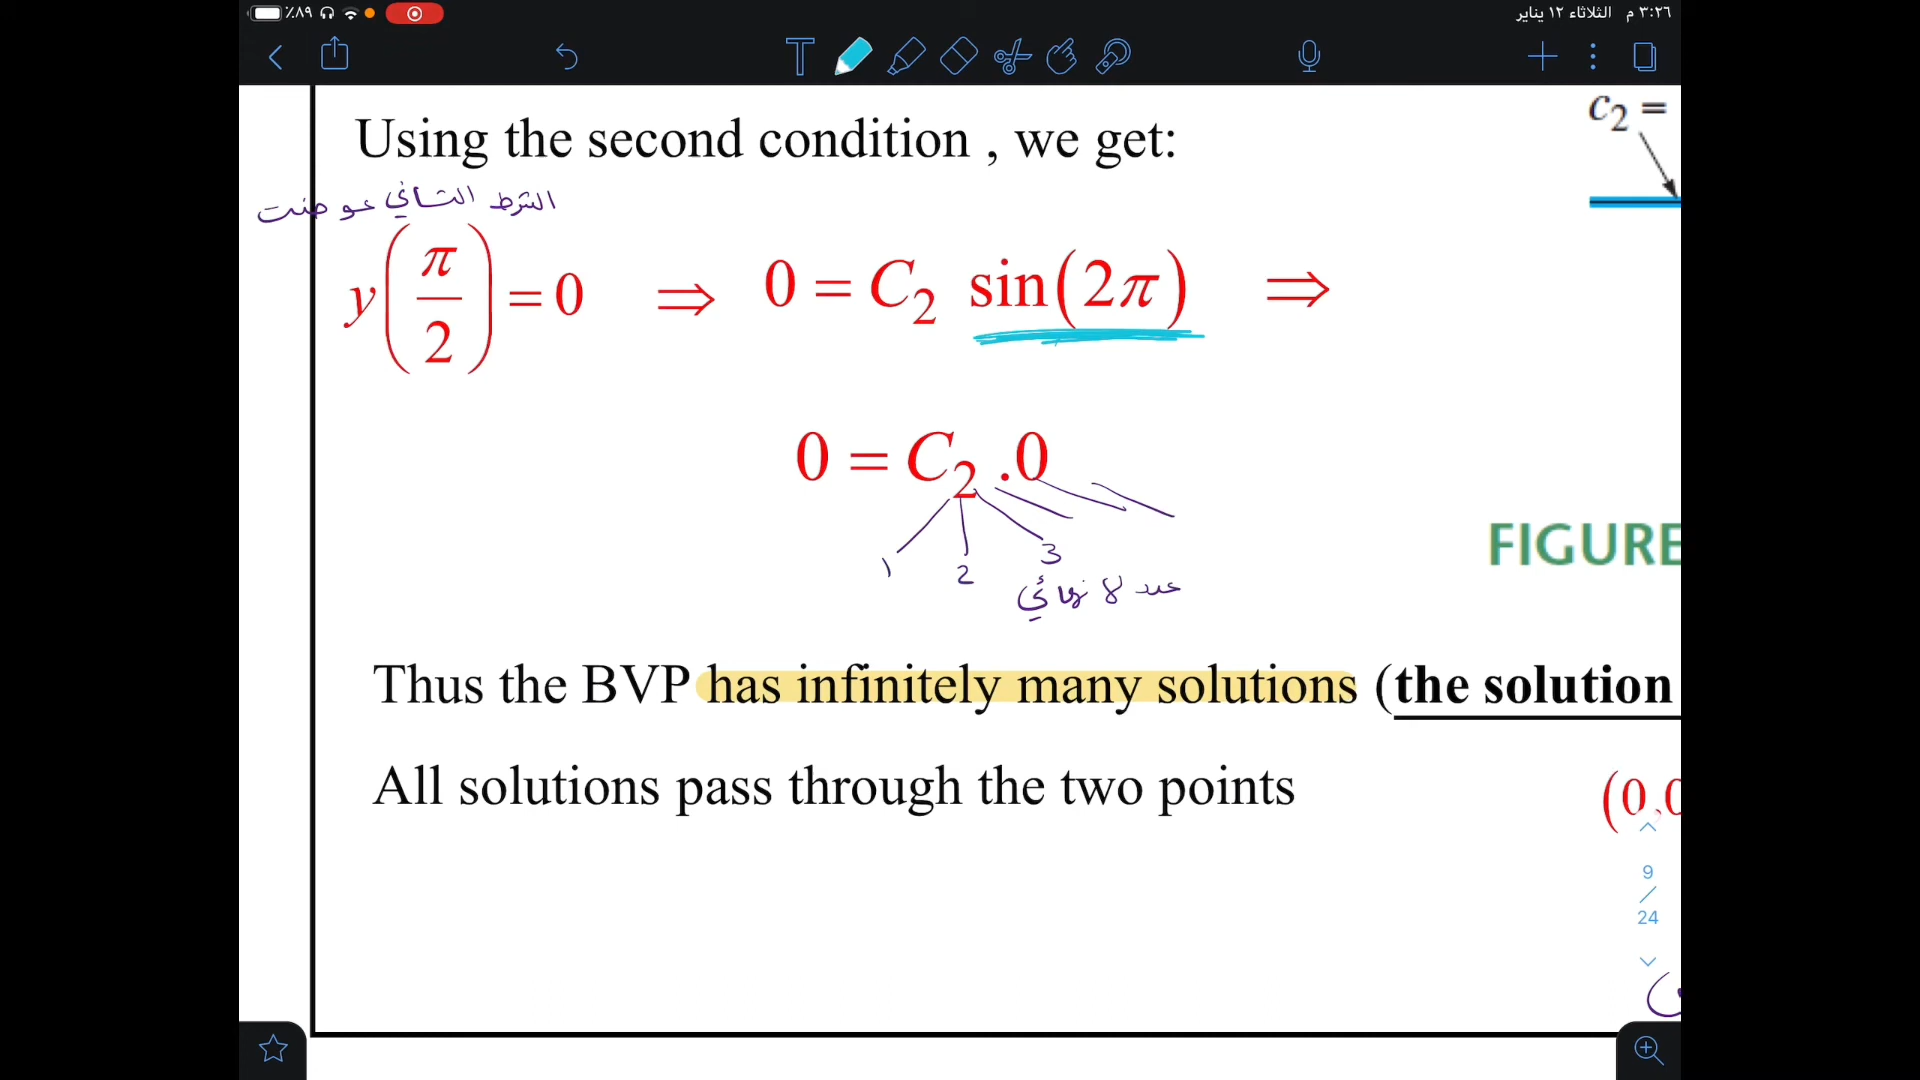 ٪٨٩ ٣:٢٦ م الثلاثاء ١٢ يناير
T
C₂ =
Using the second condition , we get:
الشرط الثاني عوضت
y(π/2) = 0 ⇒ 0 = C₂ sin(2π) ⇒
0 = C₂ .0
1 2 3
عدد لا نهائي
FIGURE
Thus the BVP has infinitely many solutions (the solution
All solutions pass through the two points (0,0
9
/
24